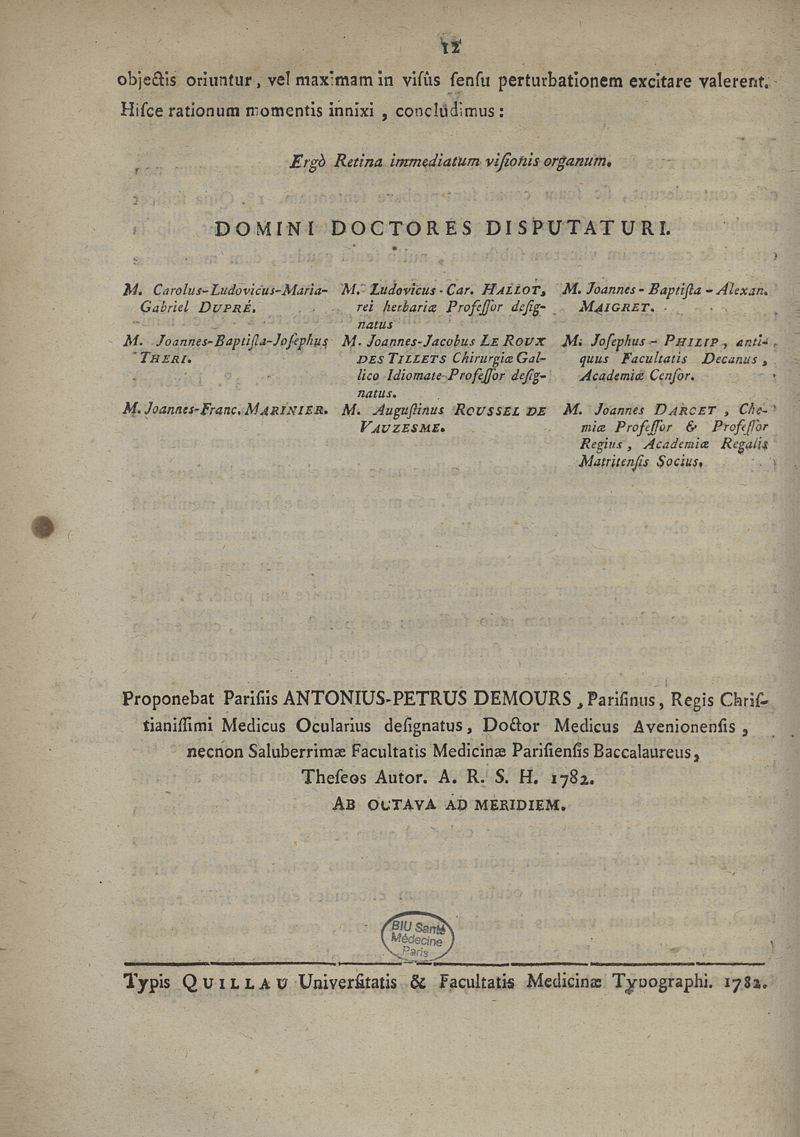 12
objectis oriuntur, vel maximam in visûs sensu perturbationem excitare valerent.
Hisce rationum momentis innixi, concludimus:
Ergò Retina immediatum visionis organum.
DOMINI DOCTORES DISPUTATURI.
M. Carolus-Ludovicus-Maria-
Gabriel DUPRÉ.
M. Joannes-Baptista-Josephus
THERI.
M. Joannes-Franc. MARINIER.
M. Ludovicus-Car. HALLOT,
rei herbariæ Professor desig-
natus
M. Joannes-Jacobus LE ROUX
DES TILLETS Chirurgiæ Gal-
lico Idiomate-Professor desig-
natus.
M. Augustinus ROUSSEL DE
VAUZESME.
M. Joannes-Baptista-Alexan.
MAIGRET.
M. Josephus-PHILIP, anti-
quus Facultatis Decanus,
Academiæ Censor.
M. Joannes DARCET, Che-
miæ Professor & Professor
Regius, Academiæ Regalis
Matritensis Socius.
Proponebat Parisiis ANTONIUS-PETRUS DEMOURS, Parisinus, Regis Chris-
tianissimi Medicus Ocularius designatus, Doctor Medicus Avenionensis,
necnon Saluberrimæ Facultatis Medicinæ Parisiensis Baccalaureus,
Theseos Autor. A. R. S. H. 1782.
AB OCTAVA AD MERIDIEM.
BIU Santé
Médecine
Paris
Typis QUILLAU Universitatis & Facultatis Medicinæ Typographi. 1782.